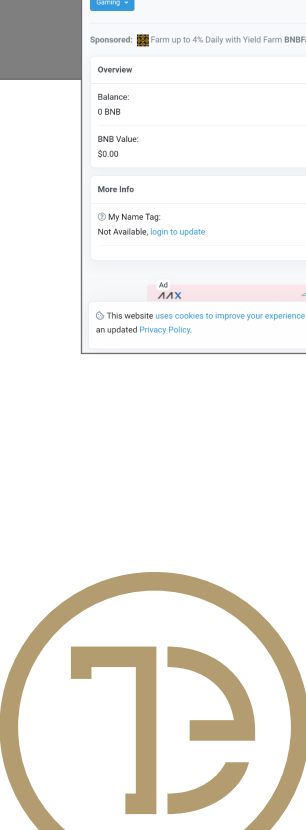 Gaming
Sponsored: Farm up to 4% Daily with Yield Farm BNBFa
Overview
Balance:
0 BNB
BNB Value:
$0.00
More Info
My Name Tag:
Not Available, login to update
Ad
This website uses cookies to improve your experience
an updated Privacy Policy.